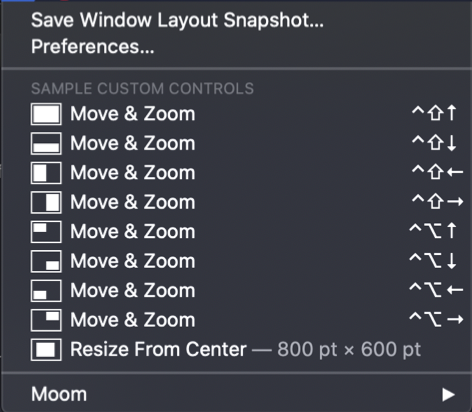 Save Window Layout Snapshot...
Preferences...
SAMPLE CUSTOM CONTROLS
Move & Zoom ^⇧↑
Move & Zoom ^⇧↓
Move & Zoom ^⇧←
Move & Zoom ^⇧→
Move & Zoom ^⌥↑
Move & Zoom ^⌥↓
Move & Zoom ^⌥←
Move & Zoom ^⌥→
Resize From Center — 800 pt × 600 pt
Moom ▶